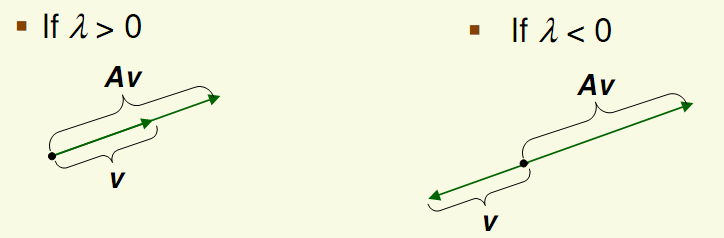 ▪ If λ > 0
Av
v
▪ If λ < 0
Av
v